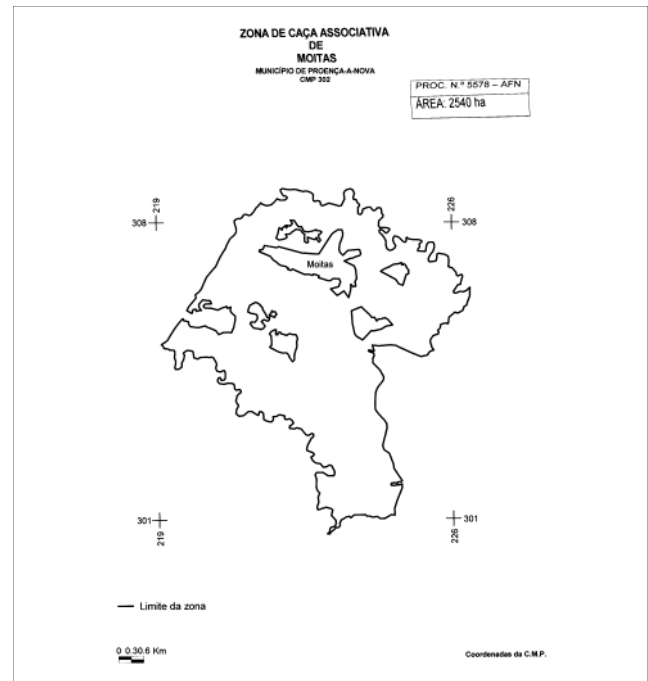 ZONA DE CAÇA ASSOCIATIVA
DE
MOITAS
MUNICÍPIO DE PROENÇA-A-NOVA
CMP 302
PROC. N.º 5578 – AFN
ÁREA: 2540 ha
219
308
226
308
Moitas
301
219
301
226
Limite da zona
0 0.30.6 Km
Coordenadas da C.M.P.